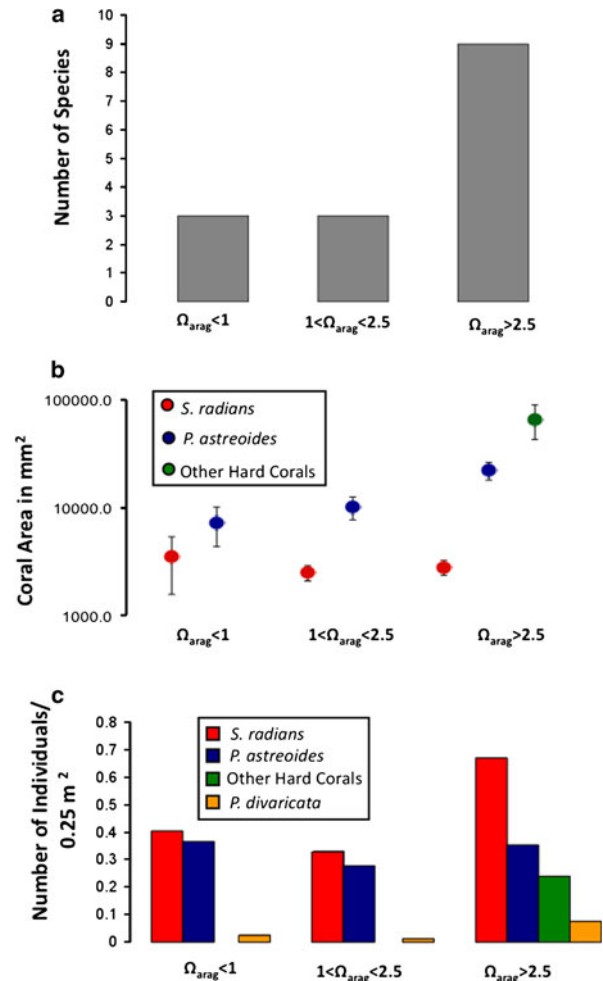 a
Number of Species
10
9
8
7
6
5
4
3
2
1
0
Ωarag<1
1<Ωarag<2.5
Ωarag>2.5
b
Coral Area in mm²
100000.0
10000.0
1000.0
S. radians
P. astreoides
Other Hard Corals
Ωarag<1
1<Ωarag<2.5
Ωarag>2.5
c
Number of Individuals/
0.25 m²
0.8
0.7
0.6
0.5
0.4
0.3
0.2
0.1
0
S. radians
P. astreoides
Other Hard Corals
P. divaricata
Ωarag<1
1<Ωarag<2.5
Ωarag>2.5